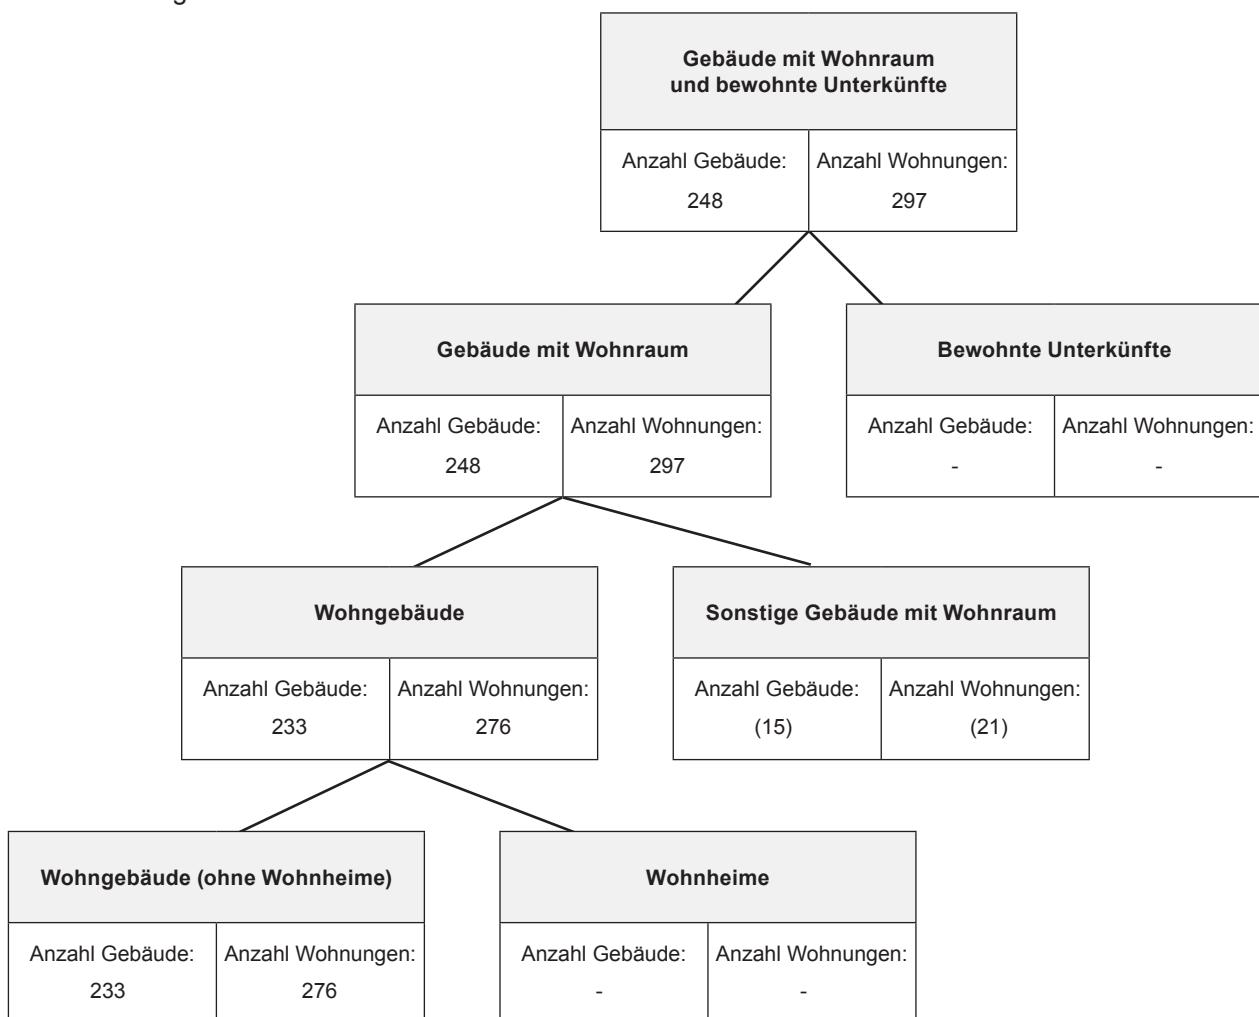 Gebäude mit Wohnraum
und bewohnte Unterkünfte
Anzahl Gebäude: Anzahl Wohnungen:
248 297
Gebäude mit Wohnraum
Anzahl Gebäude: Anzahl Wohnungen:
248 297
Bewohnte Unterkünfte
Anzahl Gebäude: Anzahl Wohnungen:
- -
Wohngebäude
Anzahl Gebäude: Anzahl Wohnungen:
233 276
Sonstige Gebäude mit Wohnraum
Anzahl Gebäude: Anzahl Wohnungen:
(15) (21)
Wohngebäude (ohne Wohnheime)
Anzahl Gebäude: Anzahl Wohnungen:
233 276
Wohnheime
Anzahl Gebäude: Anzahl Wohnungen:
- -